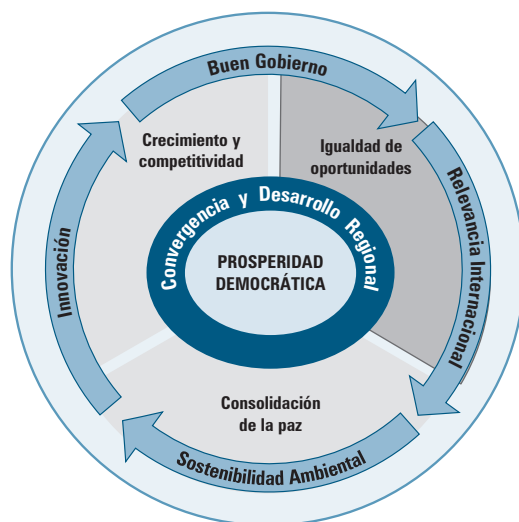 Buen Gobierno
Crecimiento y
competitividad
Igualdad de
oportunidades
Relevancia Internacional
Convergencia y Desarrollo Regional
PROSPERIDAD
DEMOCRÁTICA
Innovación
Consolidación
de la paz
Sostenibilidad Ambiental